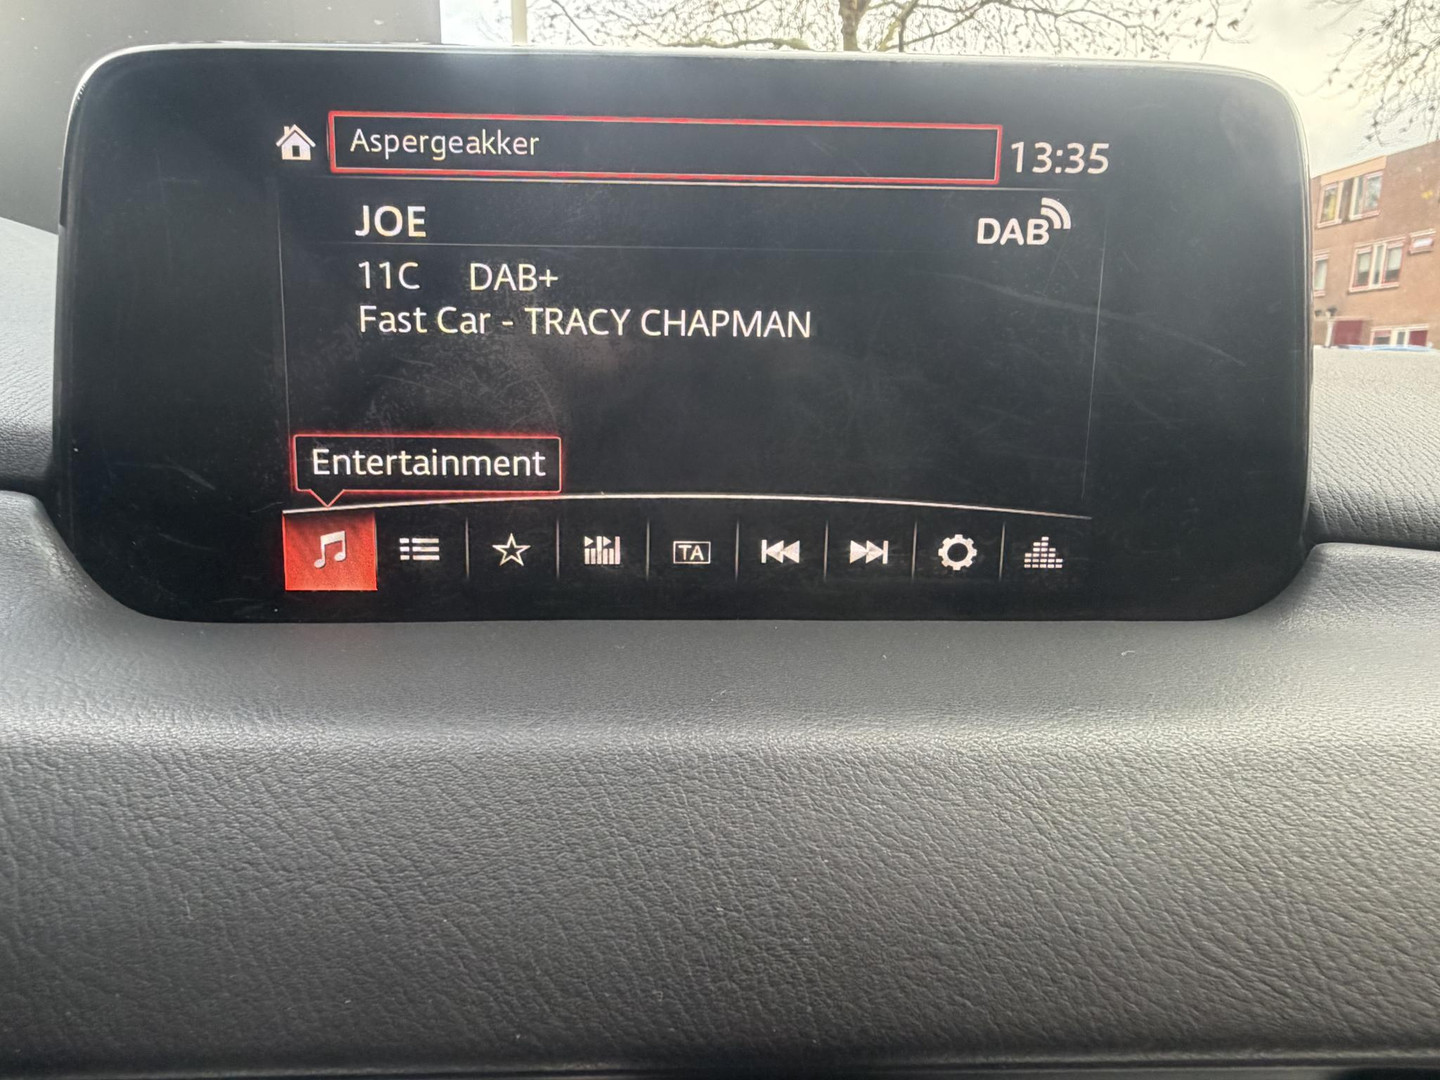 Aspergeakker
13:35
JOE
DAB
11C DAB+
Fast Car - TRACY CHAPMAN
Entertainment
TA